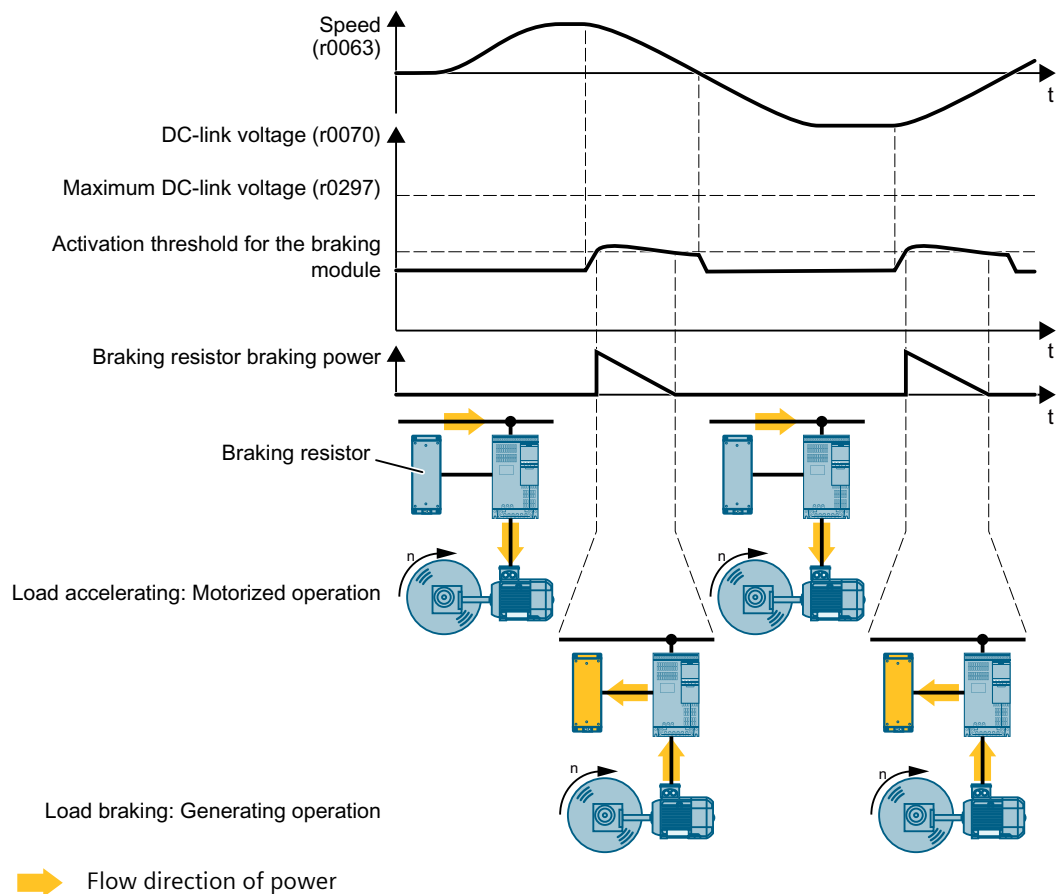 Speed
(r0063)
t
DC-link voltage (r0070)
Maximum DC-link voltage (r0297)
Activation threshold for the braking
module
t
Braking resistor braking power
t
Braking resistor
n
n
Load accelerating: Motorized operation
n
n
Load braking: Generating operation
Flow direction of power